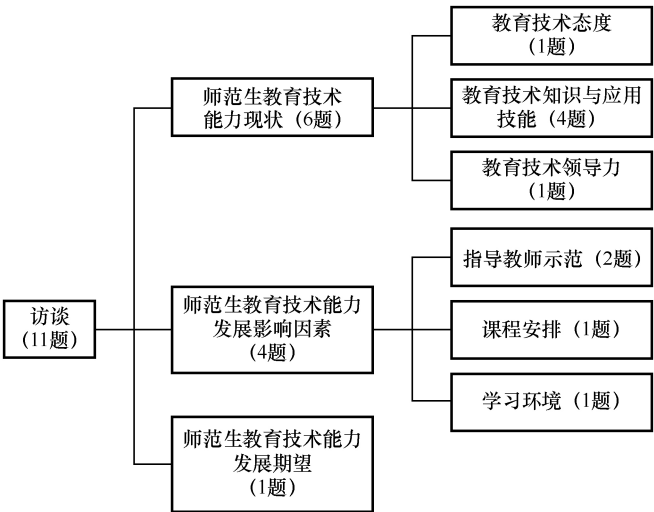 访谈
（11题）
师范生教育技术
能力现状（6题）
教育技术态度
（1题）
教育技术知识与应用
技能（4题）
教育技术领导力
（1题）
师范生教育技术能力
发展影响因素
（4题）
指导教师示范（2题）
课程安排（1题）
学习环境（1题）
师范生教育技术能力
发展期望
（1题）